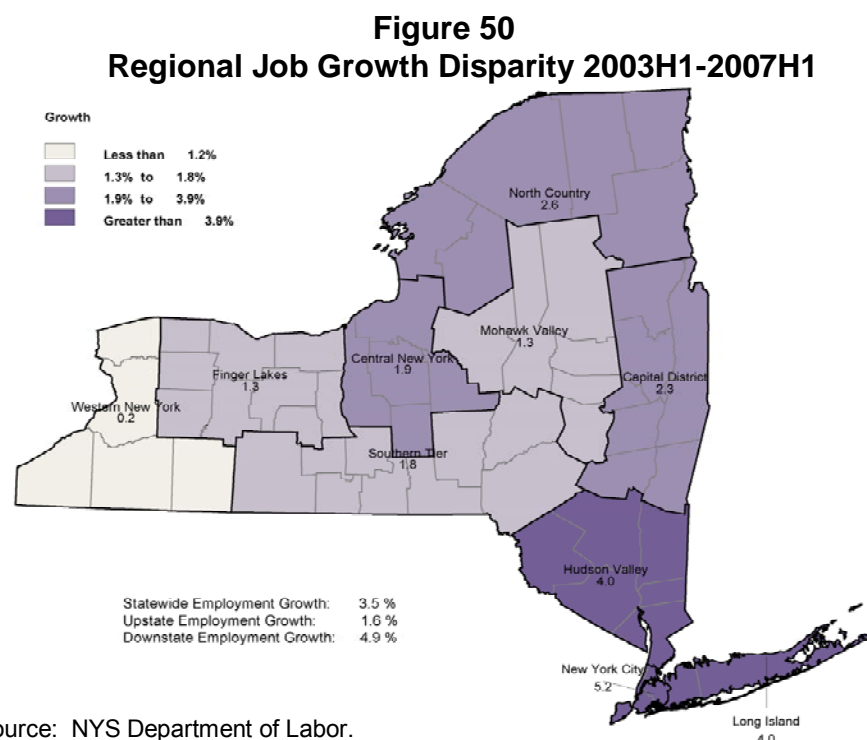 Figure 50
Regional Job Growth Disparity 2003H1-2007H1
Growth
Less than 1.2%
1.3% to 1.8%
1.9% to 3.9%
Greater than 3.9%
North Country
2.6
Mohawk Valley
1.3
Central New York
1.9
Finger Lakes
1.3
Capital District
2.3
Western New York
0.2
Southern Tier
1.8
Hudson Valley
4.0
Statewide Employment Growth: 3.5 %
Upstate Employment Growth: 1.6 %
Downstate Employment Growth: 4.9 %
New York City
5.2
Long Island
4.0
ource: NYS Department of Labor.